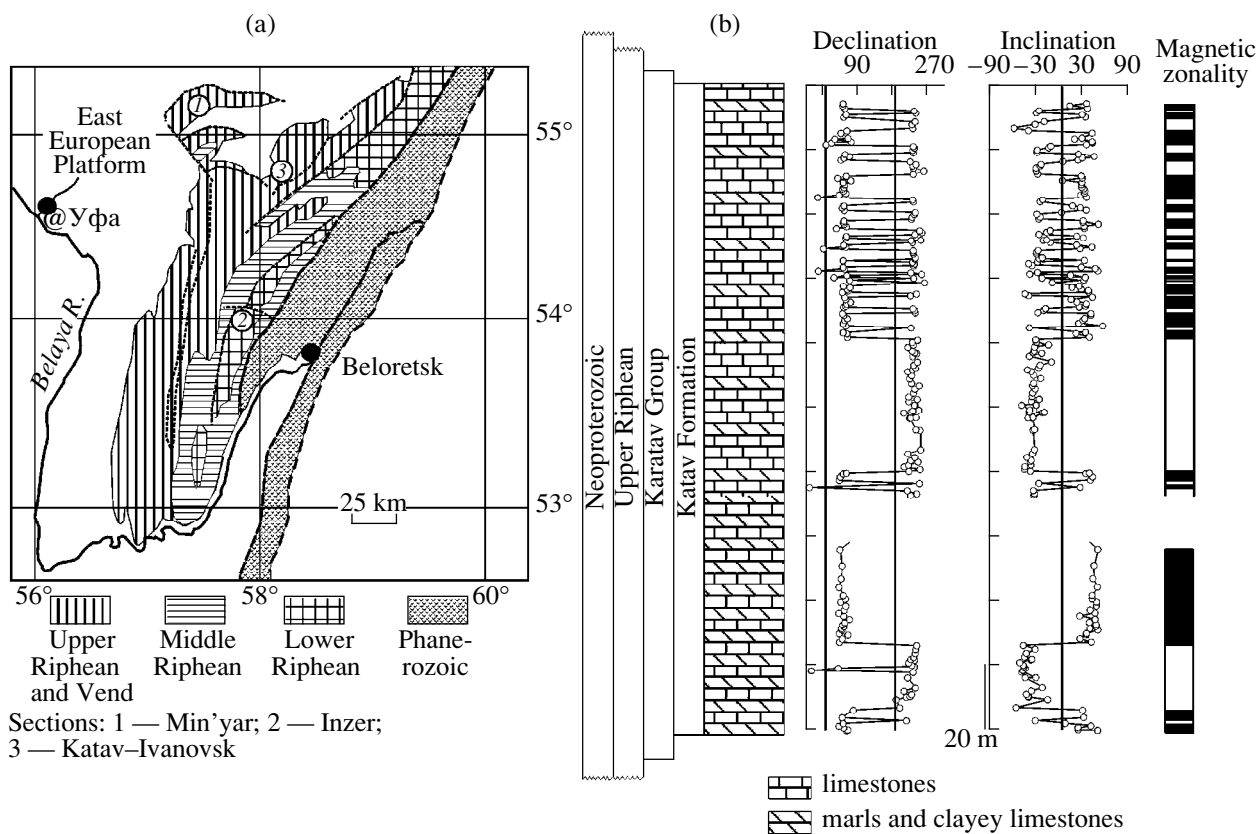 (a)
East
European
Platform
@Уфа
Belaya R.
Beloretsk
1
3
2
55°
54°
53°
25 km
56°
58°
60°
Upper
Riphean
and Vend
Middle
Riphean
Lower
Riphean
Phane-
rozoic
Sections: 1 — Min'yar; 2 — Inzer;
3 — Katav–Ivanovsk
(b)
Neoproterozoic
Upper Riphean
Karatav Group
Katav Formation
Declination
90 270
Inclination
−90 −30 30 90
Magnetic
zonality
20 m
limestones
marls and clayey limestones